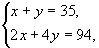 x + y = 35,
2x + 4y = 94,